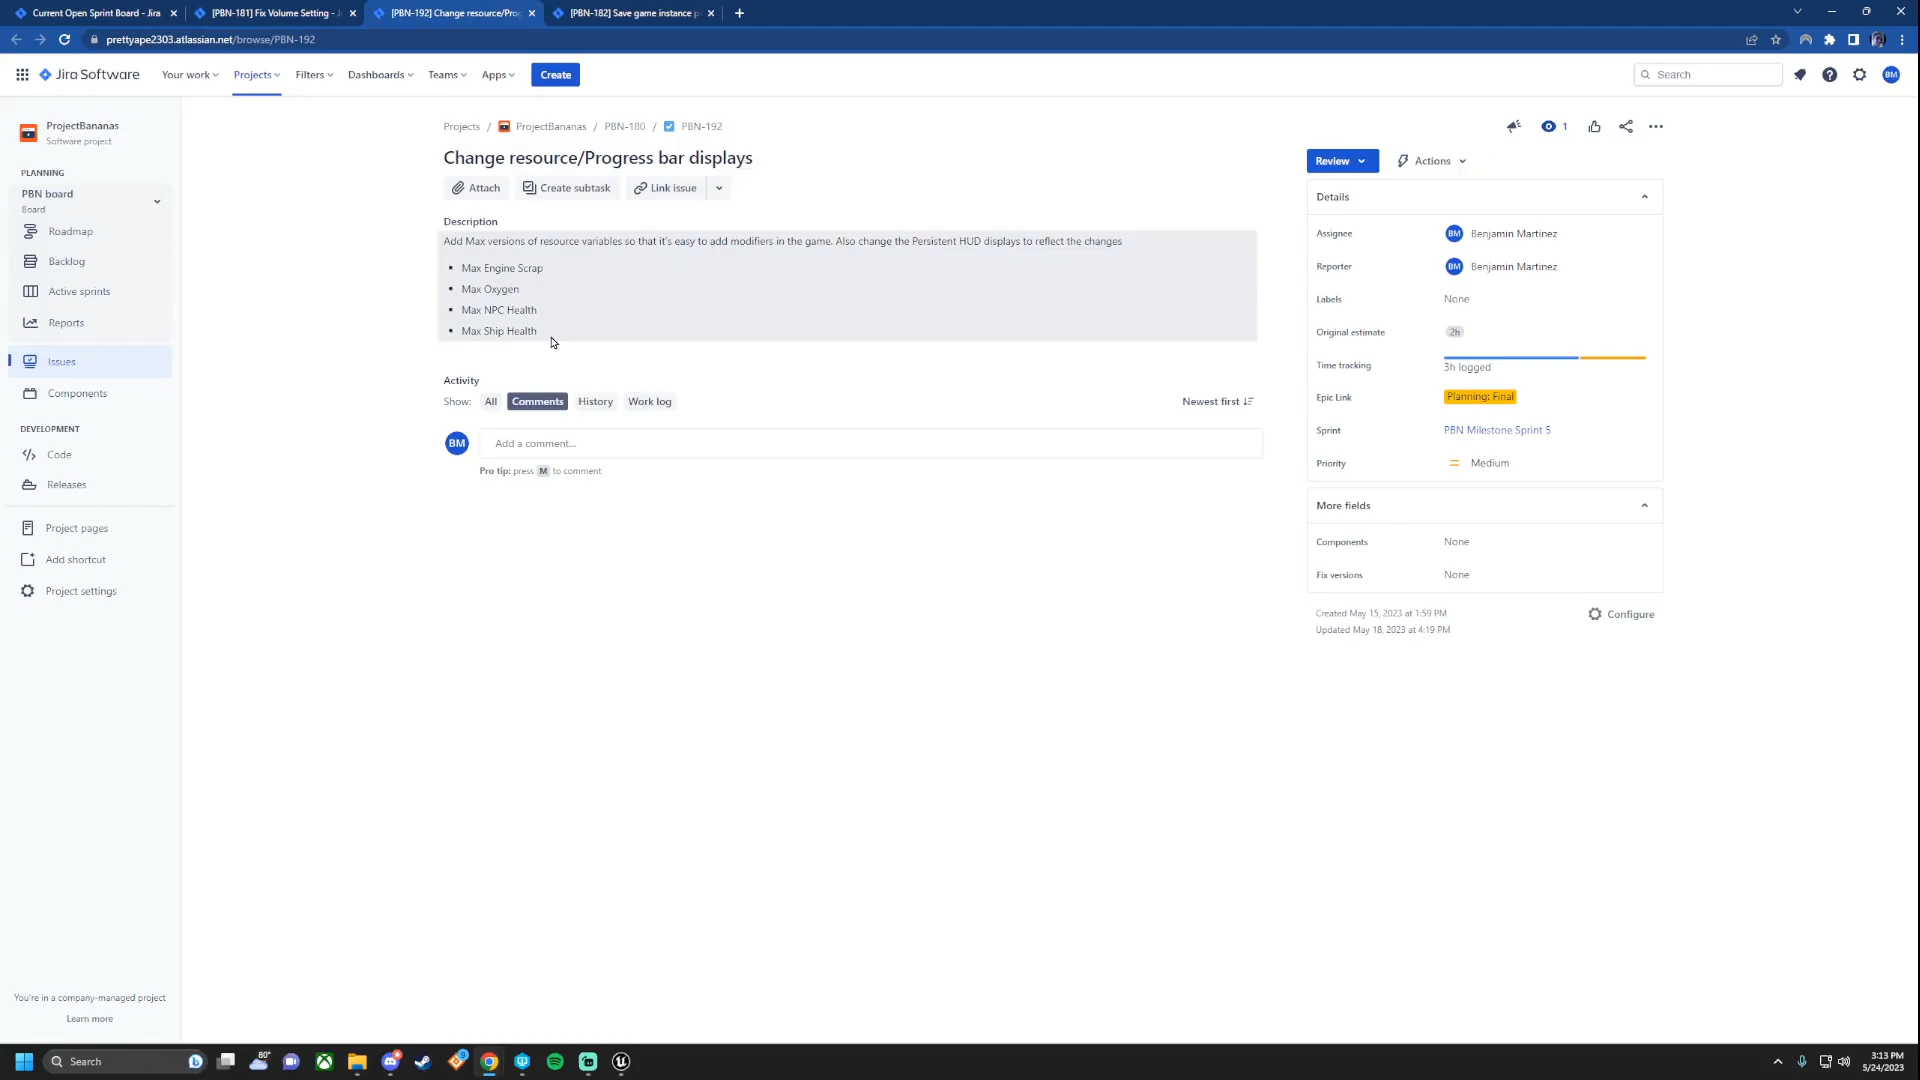 Current Open Sprint Board - Jira
[PBN-181] Fix Volume Setting - J
[PBN-192] Change resource/Prog
[PBN-182] Save game instance p
prettyape2303.atlassian.net/browse/PBN-192
Jira Software
Your work
Projects
Filters
Dashboards
Teams
Apps
Create
Search
BM
ProjectBananas
Software project
PLANNING
PBN board
Board
Roadmap
Backlog
Active sprints
Reports
Issues
Components
DEVELOPMENT
Code
Releases
Project pages
Add shortcut
Project settings
You're in a company-managed project
Learn more
Projects / ProjectBananas / PBN-180 / PBN-192
Change resource/Progress bar displays
Attach
Create subtask
Link issue
Description
Add Max versions of resource variables so that it's easy to add modifiers in the game. Also change the Persistent HUD displays to reflect the changes
• Max Engine Scrap
• Max Oxygen
• Max NPC Health
• Max Ship Health
Activity
Show: All Comments History Work log
Newest first
BM
Add a comment...
Pro tip: press M to comment
1
Review
Actions
Details
Assignee BM Benjamin Martinez
Reporter BM Benjamin Martinez
Labels None
Original estimate 2h
Time tracking 3h logged
Epic Link Planning: Final
Sprint PBN Milestone Sprint 5
Priority Medium
More fields
Components None
Fix versions None
Created May 15, 2023 at 1:59 PM
Updated May 18, 2023 at 4:19 PM
Configure
Search
80°
3:13 PM
5/24/2023